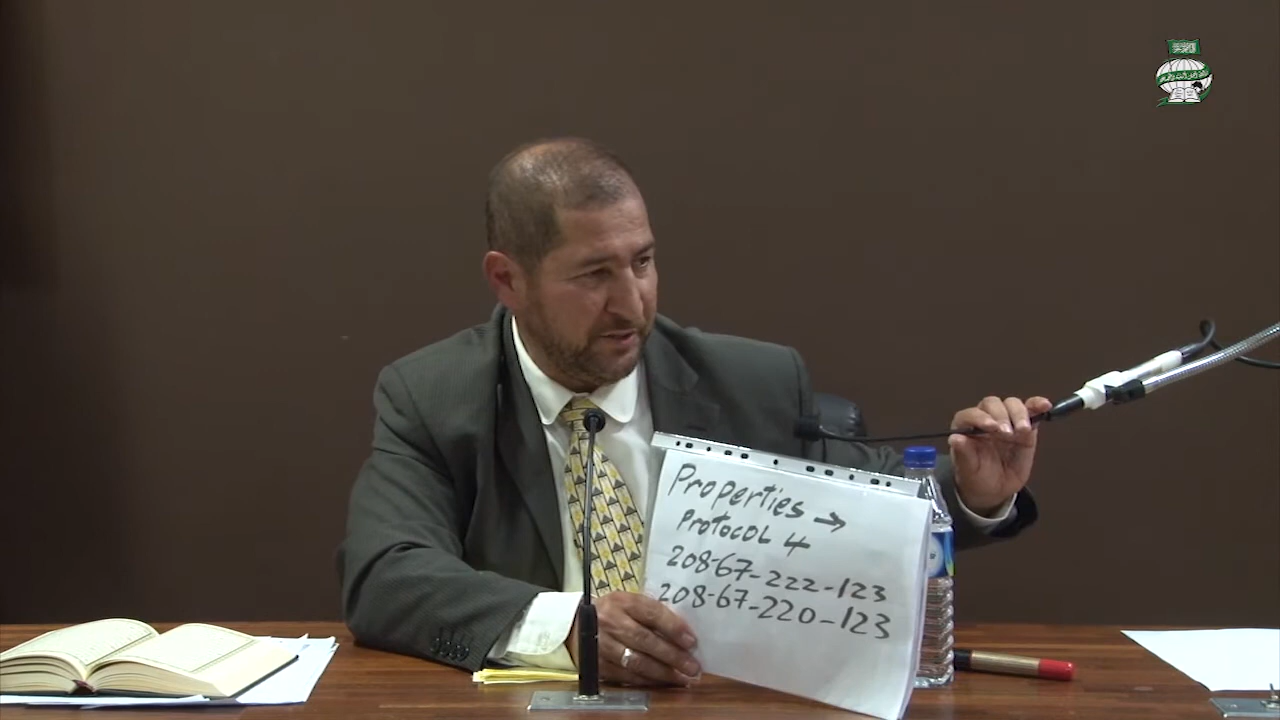 Properties →
Protocol 4
208-67-222-123
208-67-220-123